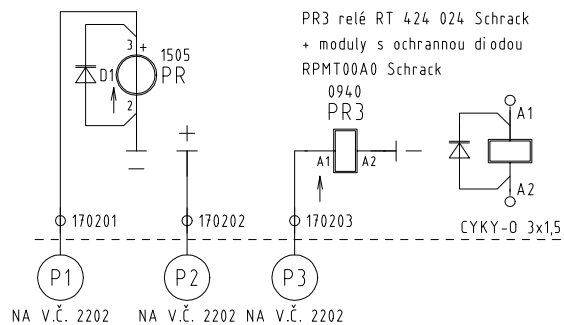 PR3 relé RT 424 024 Schrack
+ moduly s ochrannou diodou
RPMT00A0 Schrack
3 +
1505
D1
PR
2
0940
PR3
A1
A2
A1
A2
170201
170202
170203
CYKY-O 3x1,5
P1
P2
P3
NA V.Č. 2202
NA V.Č. 2202
NA V.Č. 2202